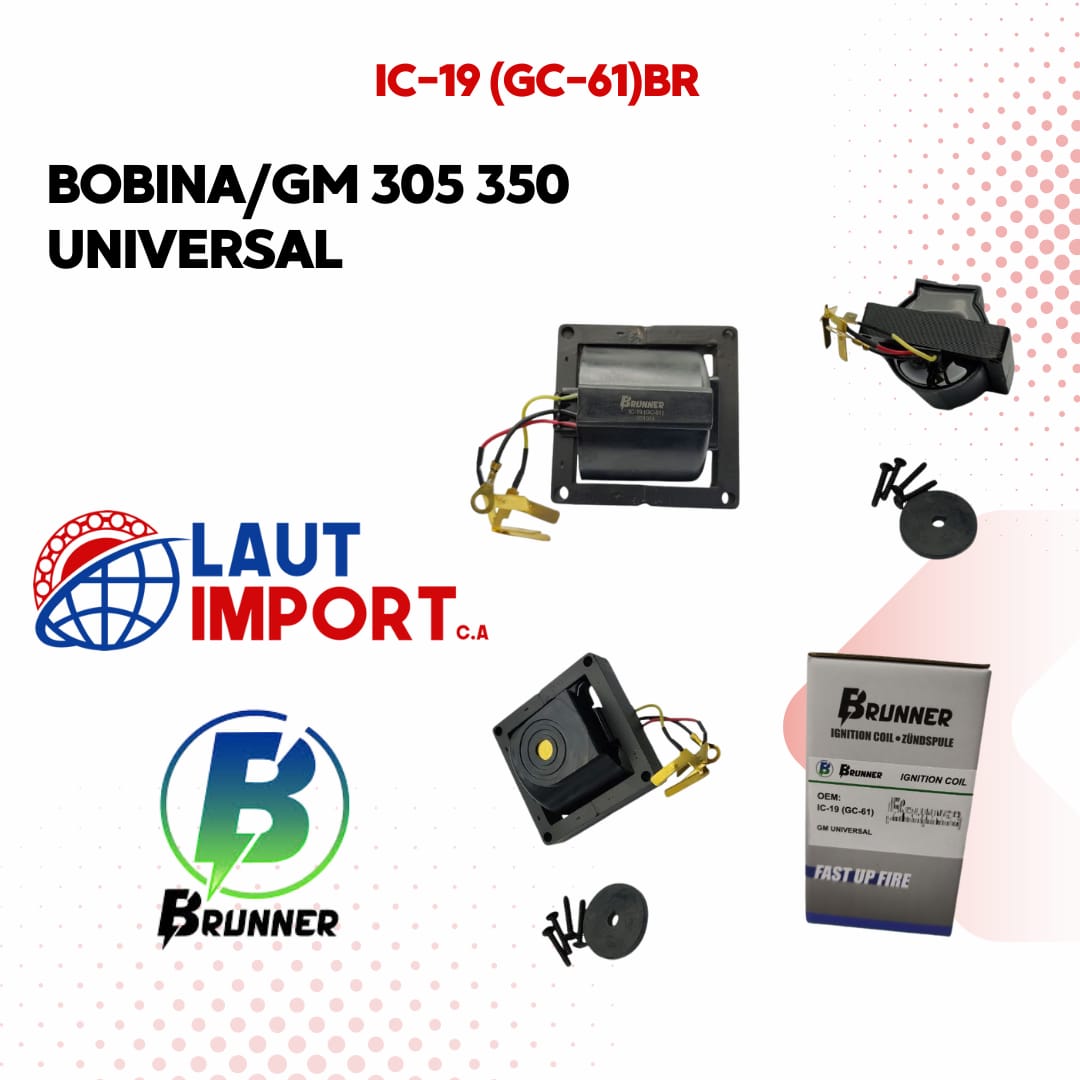 IC-19 (GC-61)BR
BOBINA/GM 305 350
UNIVERSAL
BRUNNER
IC-19 (GC-61)
LAUT
IMPORT C.A
BRUNNER
BRUNNER
IGNITION COIL • ZÜNDSPULE
BRUNNER IGNITION COIL
OEM:
IC-19 (GC-61)
GM UNIVERSAL
FAST UP FIRE